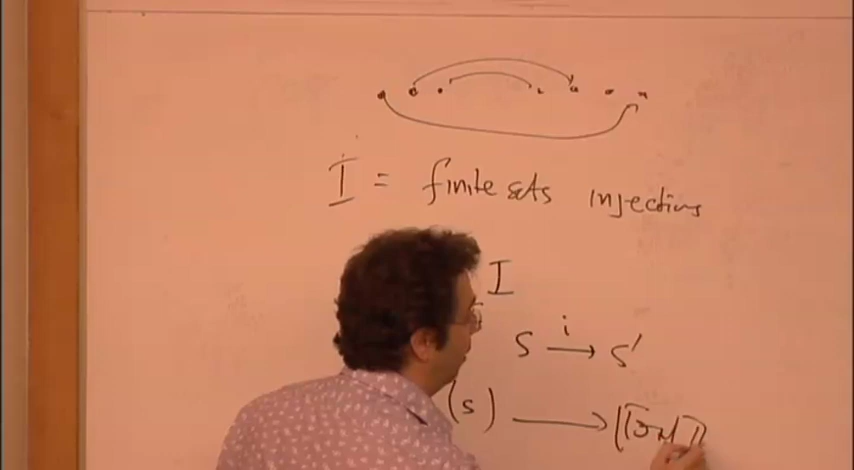 I = finite sets injections
I
S i→ S'
(s) →